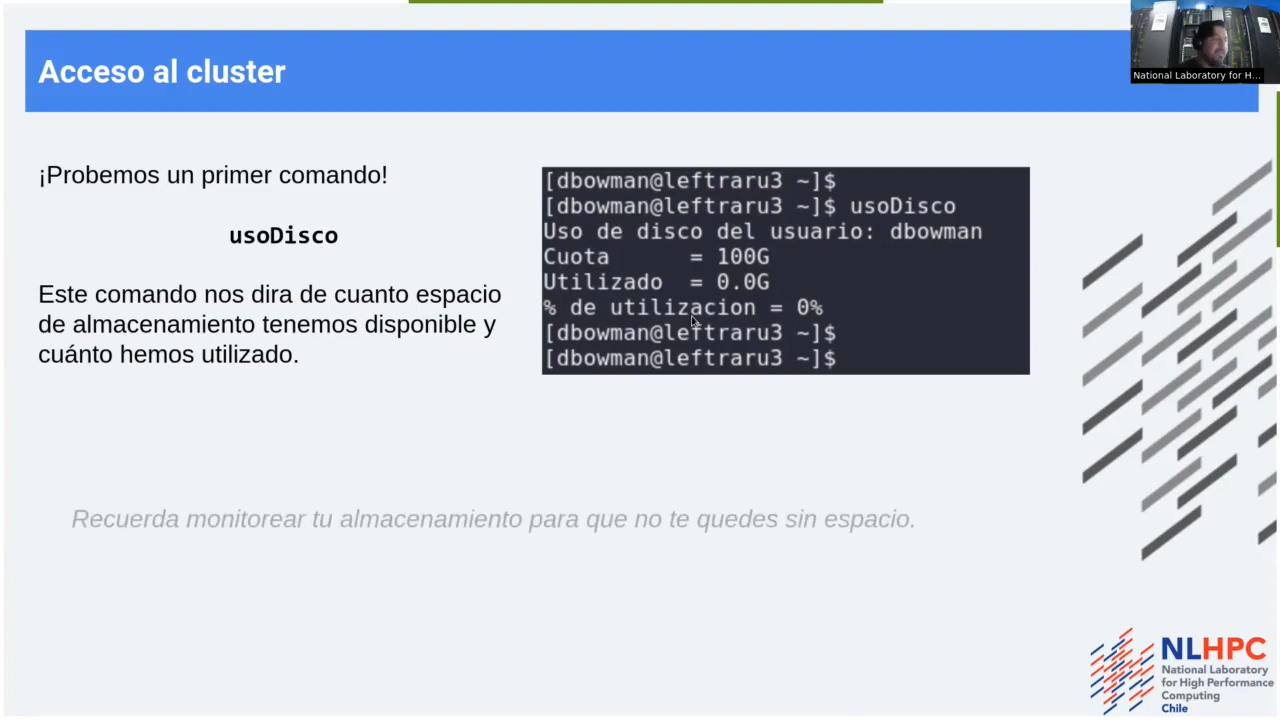 Acceso al cluster
National Laboratory for H...
¡Probemos un primer comando!
usoDisco
Este comando nos dira de cuanto espacio
de almacenamiento tenemos disponible y
cuánto hemos utilizado.
[dbowman@leftraru3 ~]$
[dbowman@leftraru3 ~]$ usoDisco
Uso de disco del usuario: dbowman
Cuota = 100G
Utilizado = 0.0G
% de utilizacion = 0%
[dbowman@leftraru3 ~]$
[dbowman@leftraru3 ~]$
Recuerda monitorear tu almacenamiento para que no te quedes sin espacio.
NLHPC
National Laboratory
for High Performance
Computing
Chile